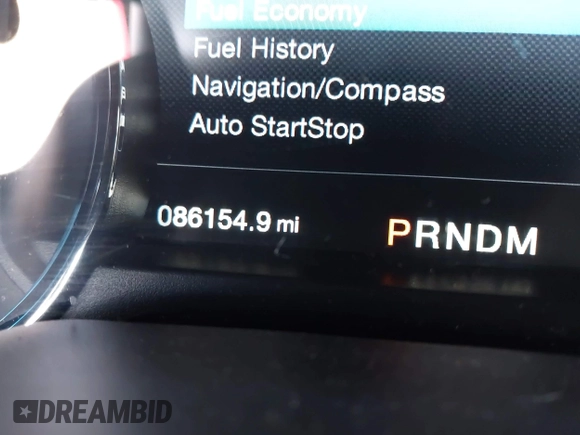 Fuel Economy
Fuel History
Navigation/Compass
Auto StartStop
086154.9 mi
PRNDM
DREAMBID